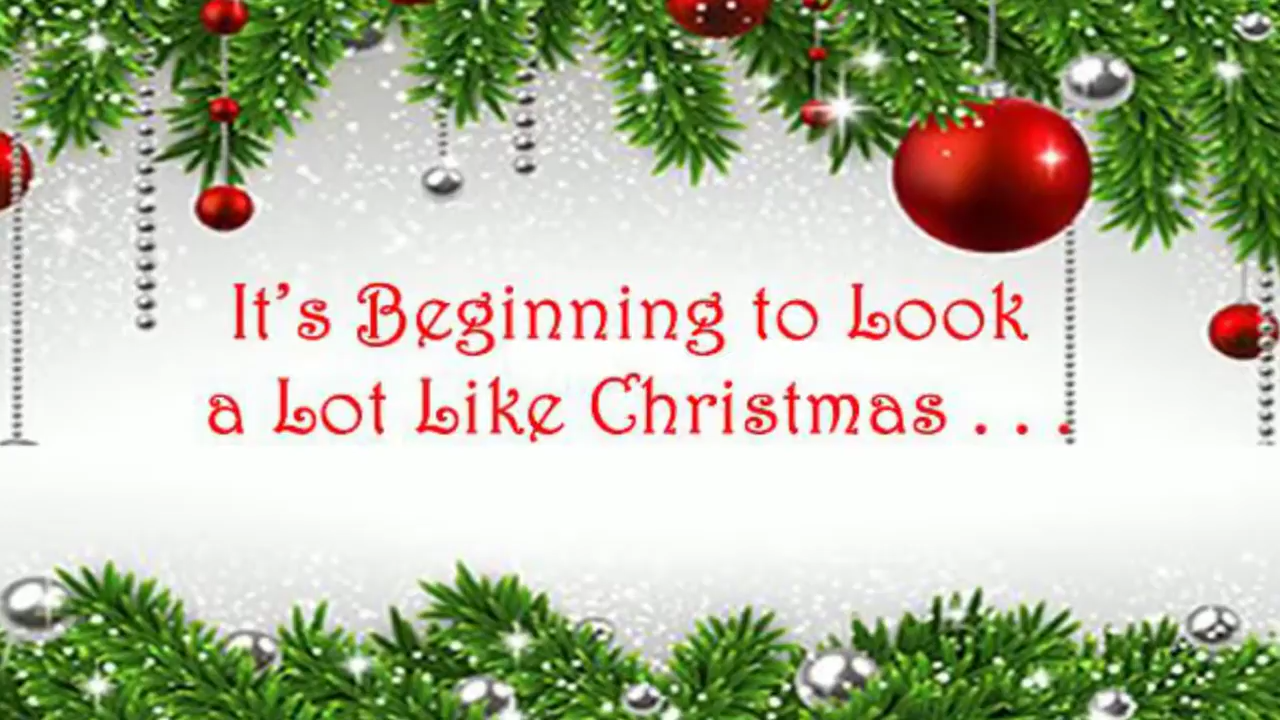 It's Beginning to Look
a Lot Like Christmas . . .